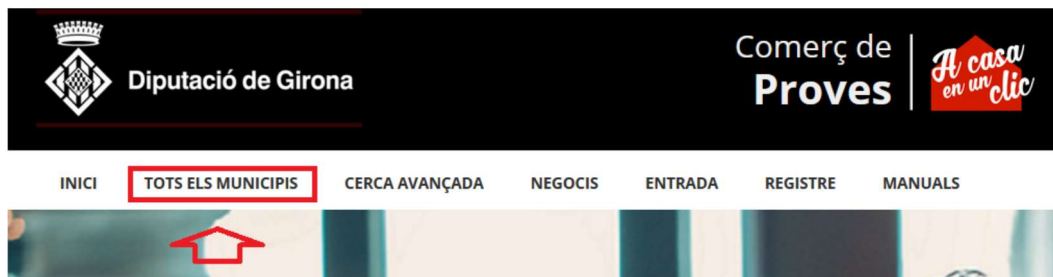 Diputació de Girona
Comerç de
Proves
A casa
en un clic
INICI TOTS ELS MUNICIPIS CERCA AVANÇADA NEGOCIS ENTRADA REGISTRE MANUALS